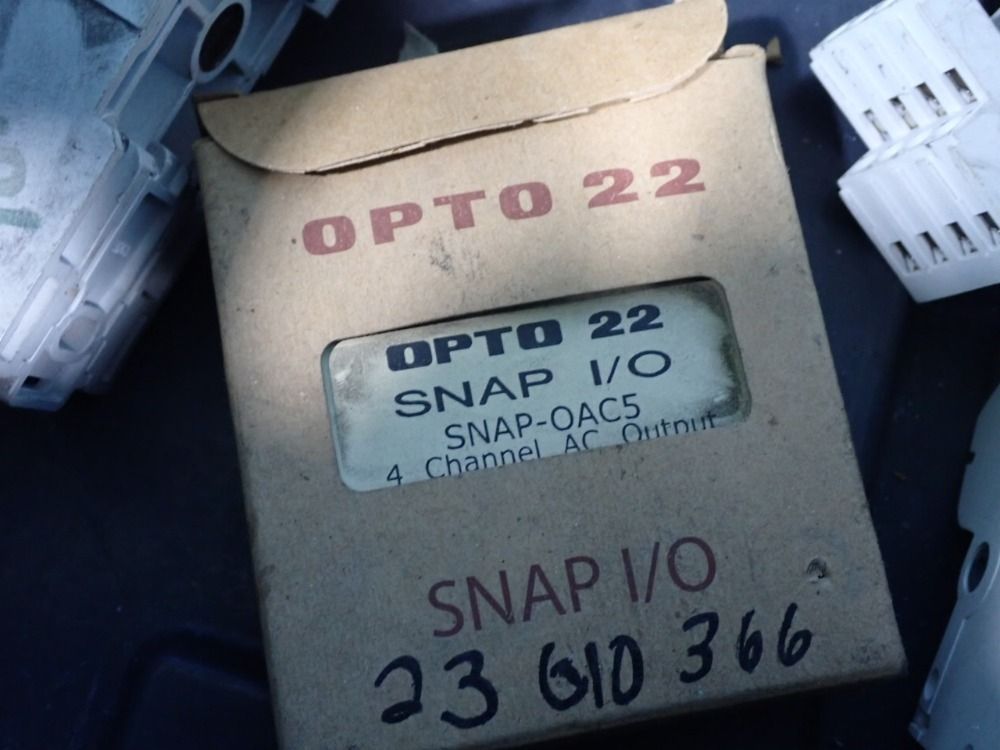 OPTO 22
OPTO 22
SNAP I/O
SNAP-OAC5
4 Channel AC Output
SNAP I/O
23 610 366